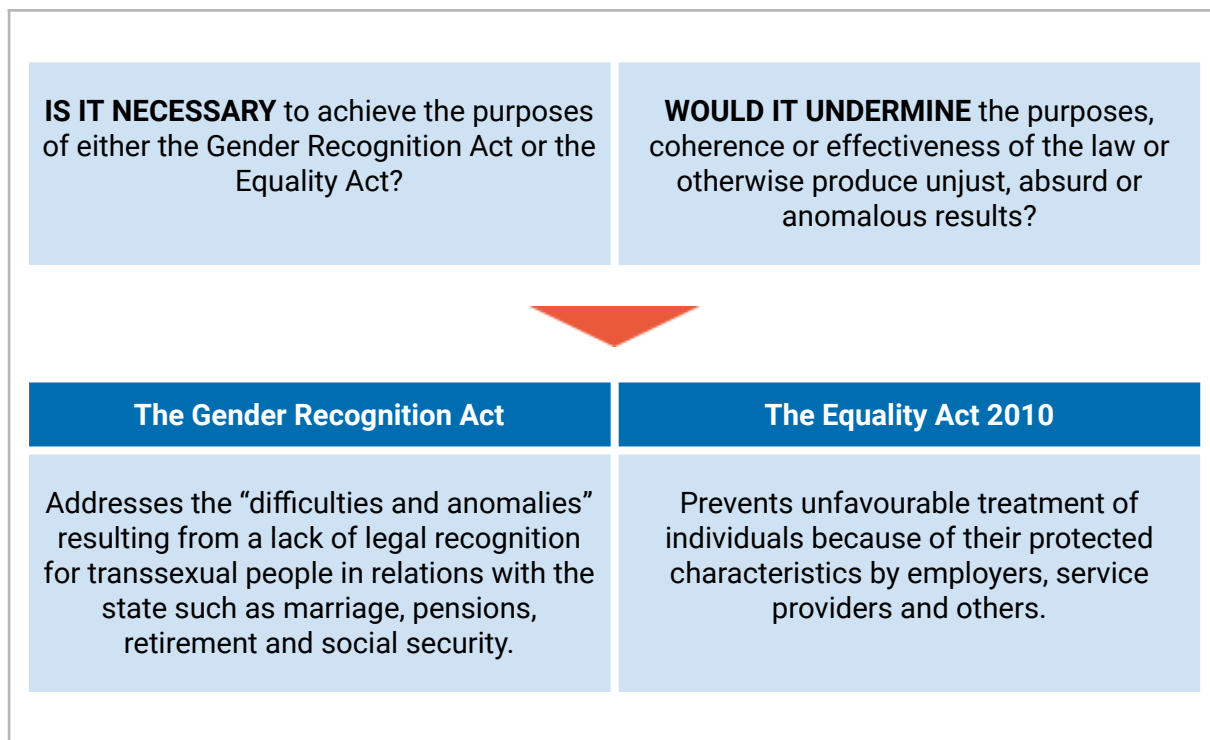 IS IT NECESSARY to achieve the purposes
of either the Gender Recognition Act or the
Equality Act?
WOULD IT UNDERMINE the purposes,
coherence or effectiveness of the law or
otherwise produce unjust, absurd or
anomalous results?
The Gender Recognition Act
The Equality Act 2010
Addresses the “difficulties and anomalies”
resulting from a lack of legal recognition
for transsexual people in relations with the
state such as marriage, pensions,
retirement and social security.
Prevents unfavourable treatment of
individuals because of their protected
characteristics by employers, service
providers and others.